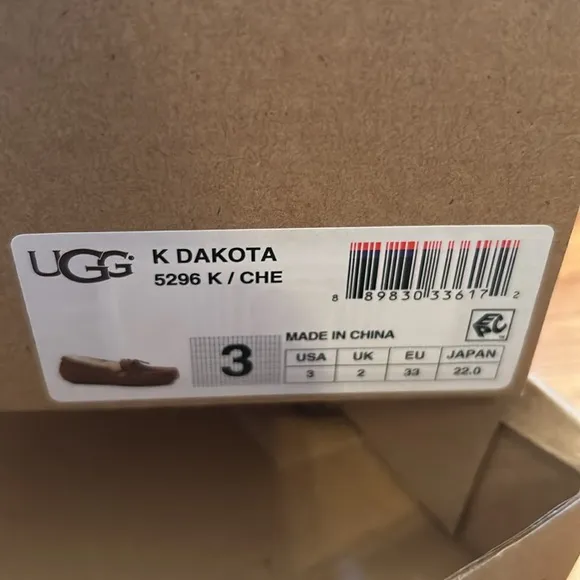 UGG
K DAKOTA
5296 K / CHE
8 89830 33617 2
3
MADE IN CHINA
USA UK EU JAPAN
3 2 33 22.0